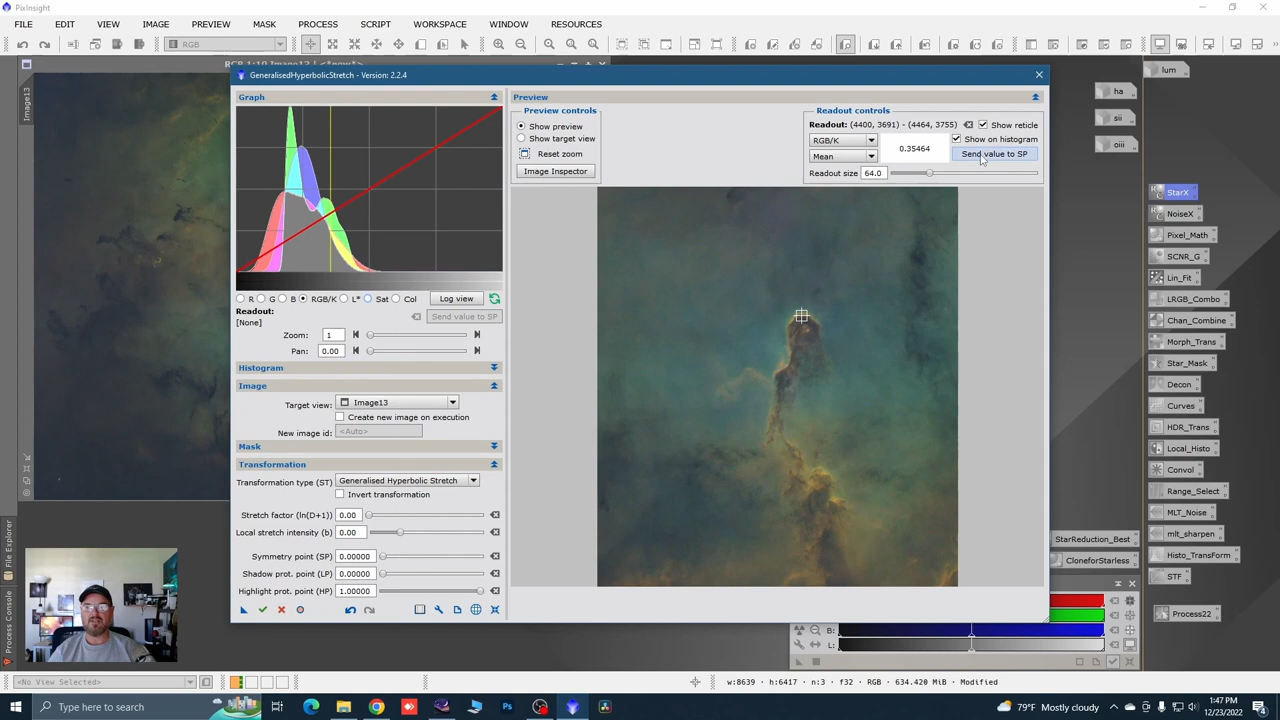 PixInsight
FILE EDIT VIEW IMAGE PREVIEW MASK PROCESS SCRIPT WORKSPACE WINDOW RESOURCES
RGB
Image13
lum
ha
sii
oiii
GeneralisedHyperbolicStretch - Version: 2.2.4
Graph
R G B RGB/K L* Sat Col Log view
Readout:
[None]
Send value to SP
Zoom: 1
Pan: 0.00
Histogram
Image
Target view: Image13
Create new image on execution
New image id: <Auto>
Mask
Transformation
Transformation type (ST) Generalised Hyperbolic Stretch
Invert transformation
Stretch factor (ln(D+1)) 0.00
Local stretch intensity (b) 0.00
Symmetry point (SP) 0.00000
Shadow prot. point (LP) 0.00000
Highlight prot. point (HP) 1.00000
Preview
Preview controls
Show preview
Show target view
Reset zoom
Image Inspector
Readout controls
Readout: (4400, 3691) - (4464, 3755) Show reticle
RGB/K 0.35464 Show on histogram
Mean Send value to SP
Readout size 64.0
StarX
NoiseX
Pixel_Math
SCNR_G
Lin_Fit
LRGB_Combo
Chan_Combine
Morph_Trans
Star_Mask
Decon
Curves
HDR_Trans
Local_Histo
Convol
Range_Select
MLT_Noise
mlt_sharpen
StarReduction_Best
Histo_TransForm
CloneforStarless
STF
Process22
B:
L:
File Explorer
Process Console
<No View Selected>
w:8639 · h:6417 · n:3 · f32 · RGB · 634.420 MiB · Modified
Type here to search
79°F Mostly cloudy
1:47 PM
12/23/2022